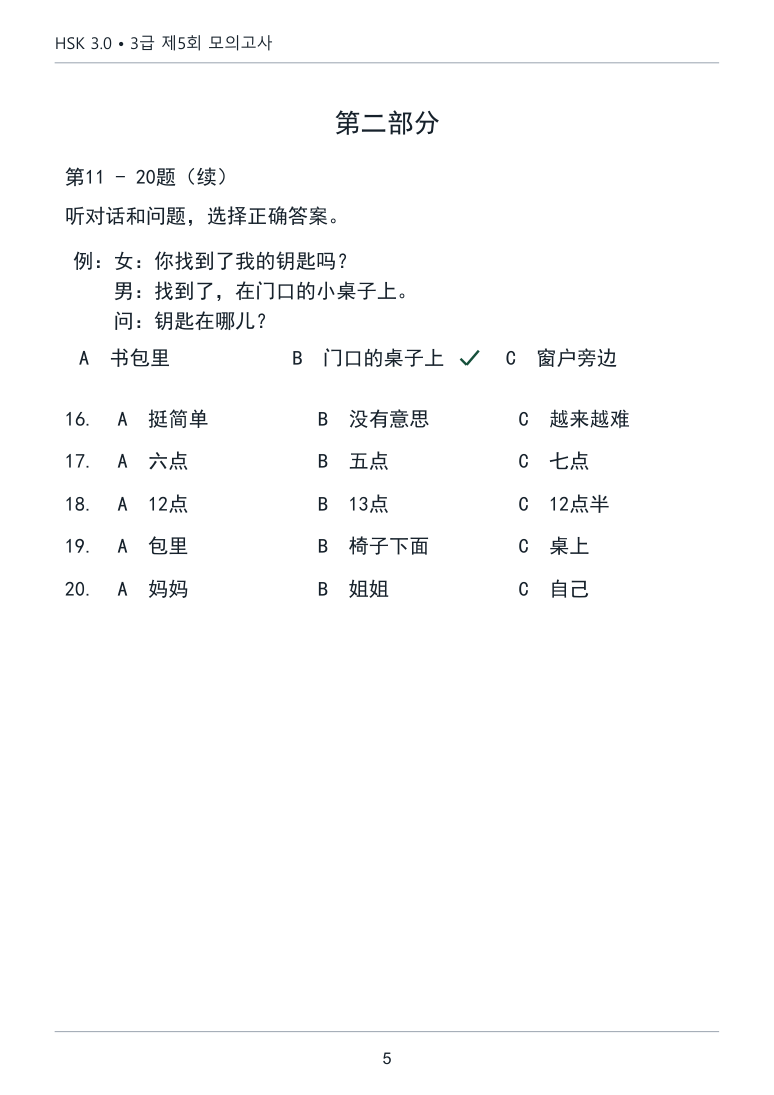 HSK 3.0 • 3급 제5회 모의고사
第二部分
第11 - 20题（续）
听对话和问题，选择正确答案。
例：女：你找到了我的钥匙吗？
男：找到了，在门口的小桌子上。
问：钥匙在哪儿？
A 书包里 B 门口的桌子上 ✓ C 窗户旁边
16. A 挺简单 B 没有意思 C 越来越难
17. A 六点 B 五点 C 七点
18. A 12点 B 13点 C 12点半
19. A 包里 B 椅子下面 C 桌上
20. A 妈妈 B 姐姐 C 自己
5